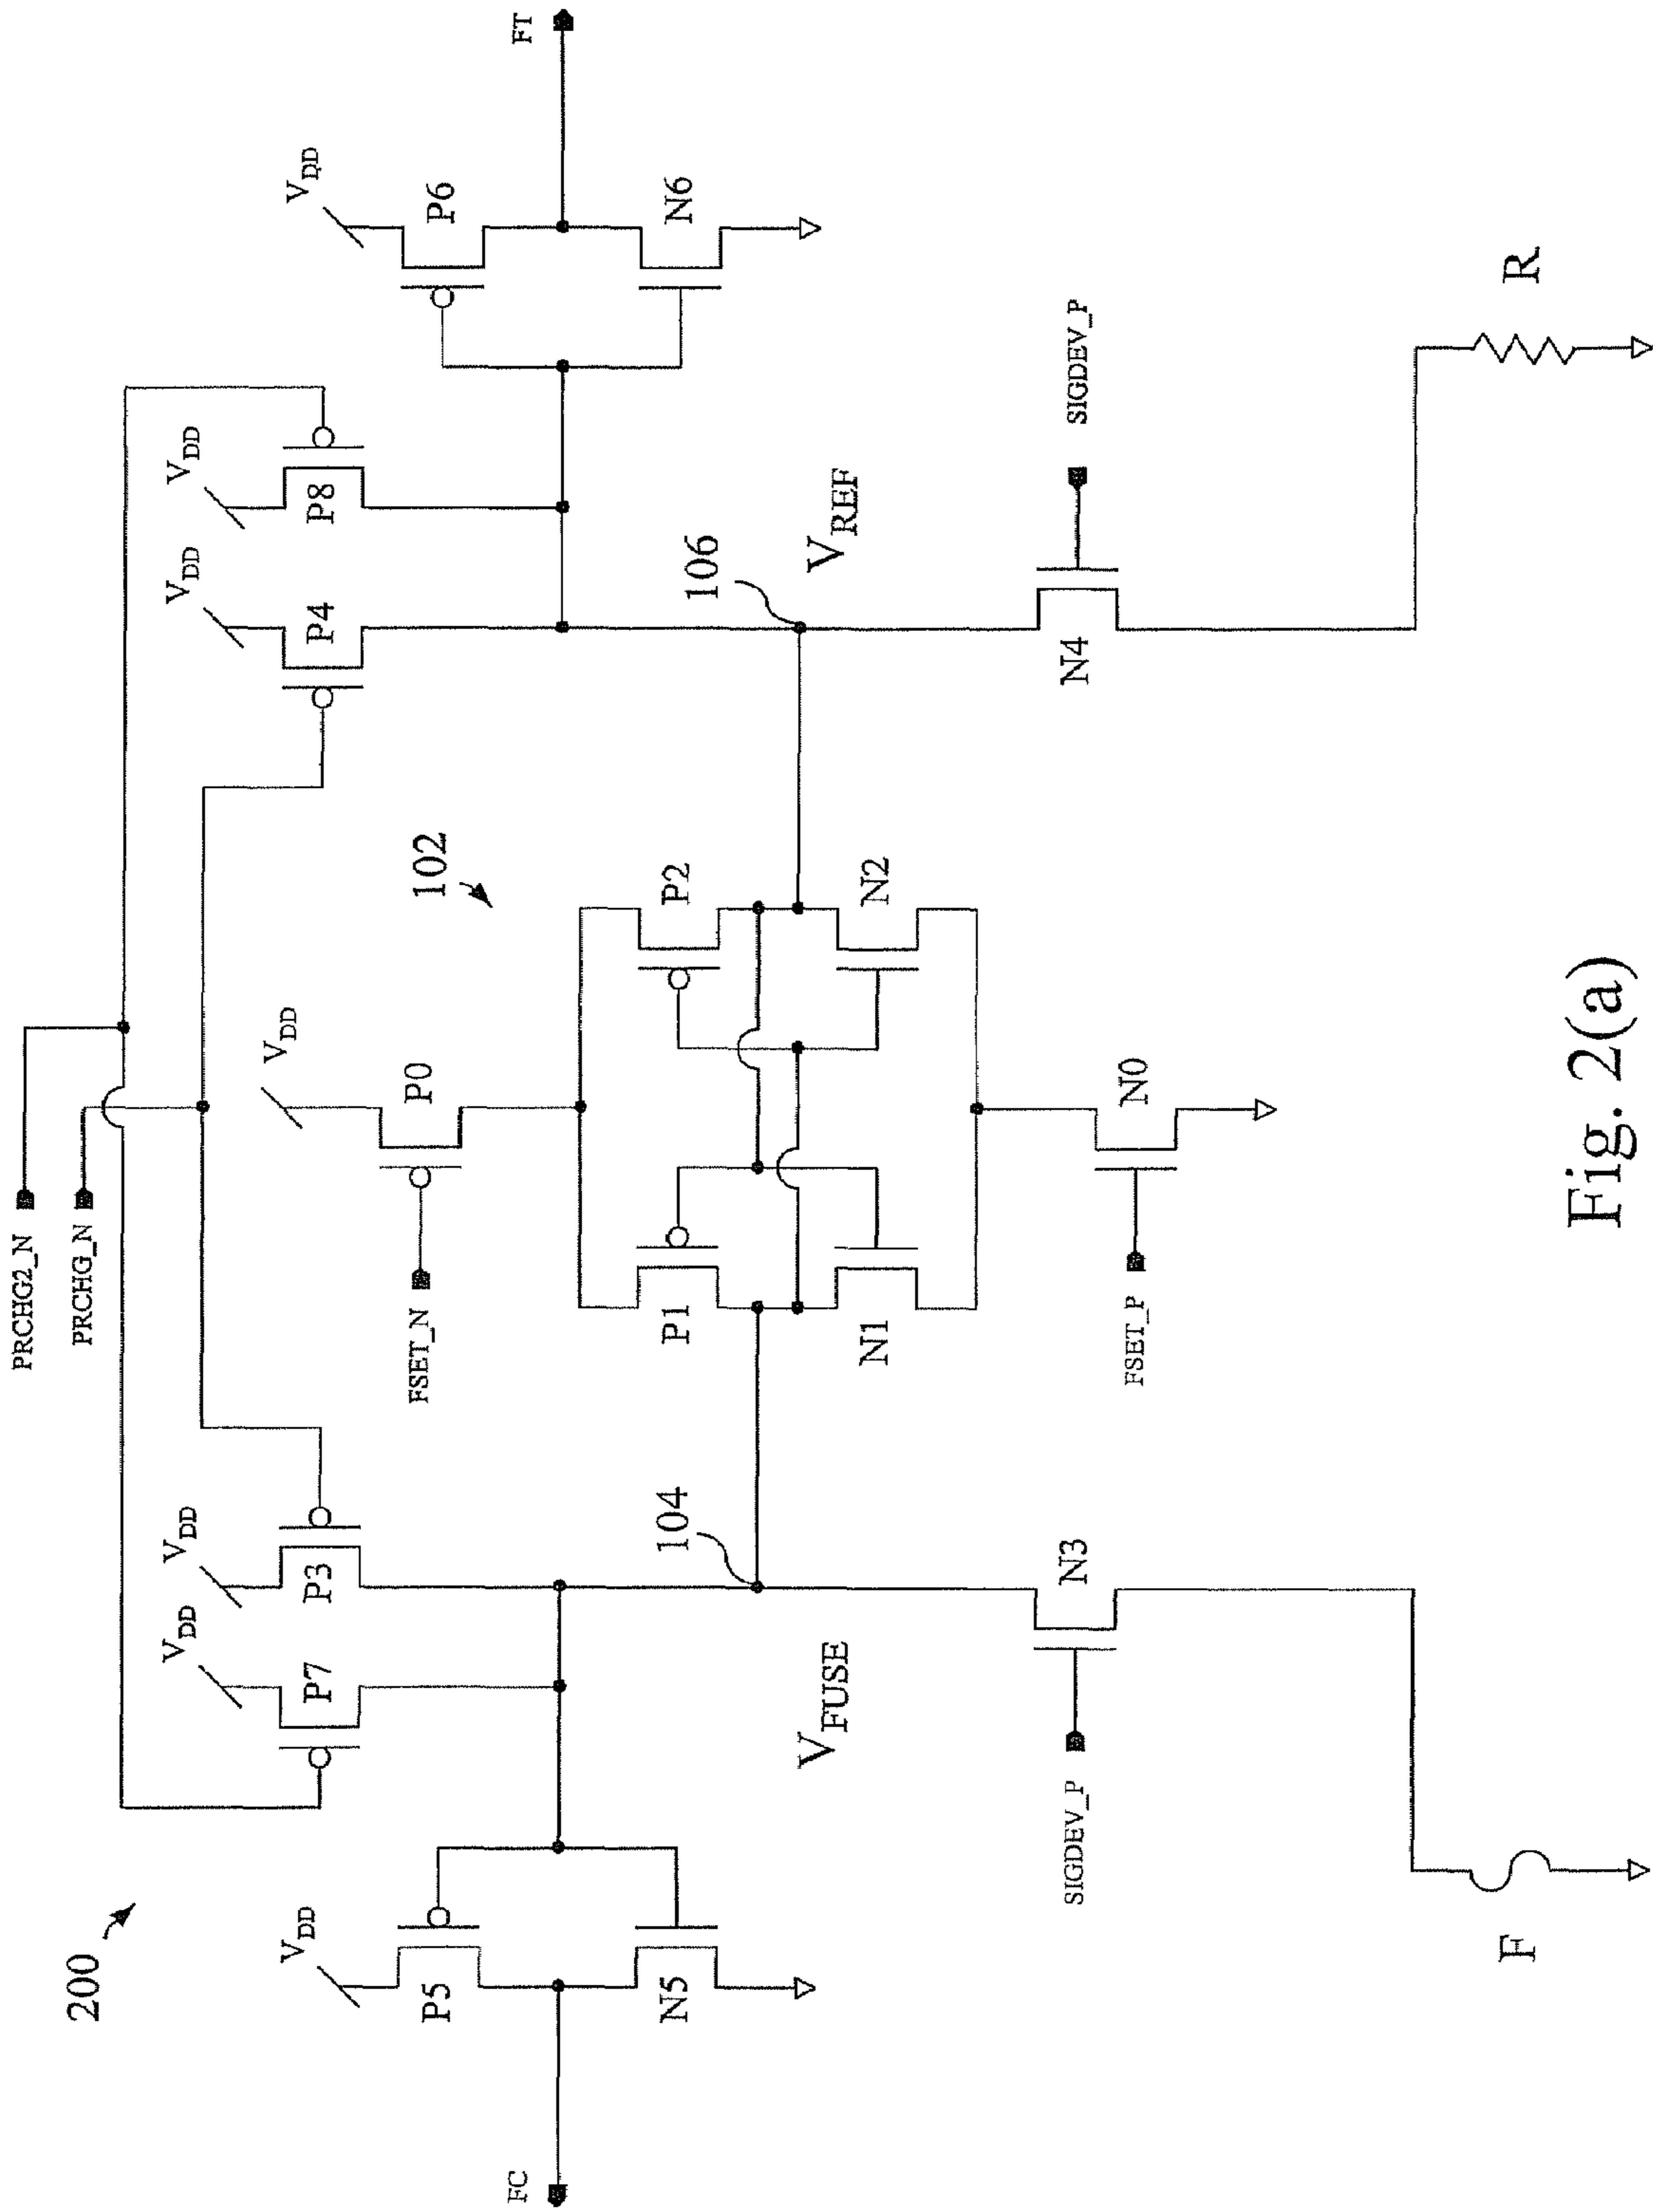 200
PRCHG2_N
PRCHG_N
VDD
P7
VDD
P3
VDD
P4
VDD
P8
VDD
P5
N5
FC
VDD
P0
FSET_N
102
VDD
P6
N6
FT
P1
P2
N1
N2
104
106
VFUSE
VREF
SIGDEV_P
N3
FSET_P
N0
N4
SIGDEV_P
F
R
Fig. 2(a)